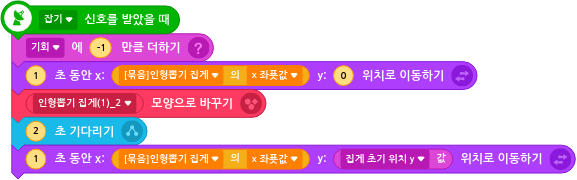 잡기 신호를 받았을 때
기회 에 -1 만큼 더하기 ?
1 초 동안 x: [묶음]인형뽑기 집게 의 x 좌푯값 y: 0 위치로 이동하기
인형뽑기 집게(1)_2 모양으로 바꾸기
2 초 기다리기
1 초 동안 x: [묶음]인형뽑기 집게 의 x 좌푯값 y: 집게 초기 위치 y 값 위치로 이동하기